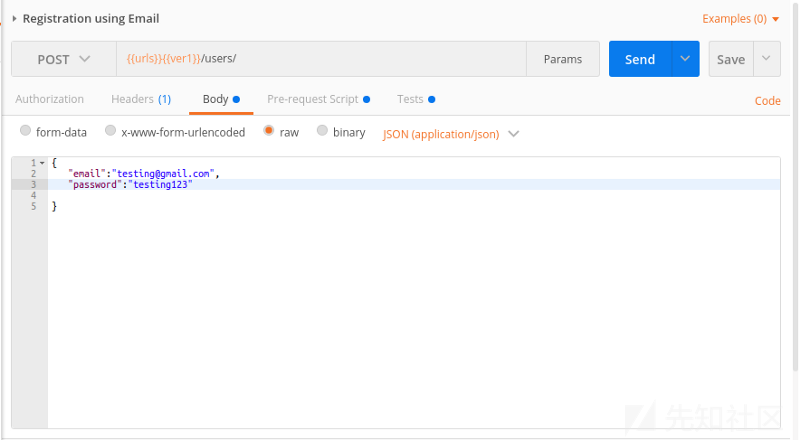 Registration using Email
Examples (0)
POST
{{urls}}{{ver1}}/users/
Params
Send
Save
Authorization
Headers (1)
Body
Pre-request Script
Tests
Code
form-data
x-www-form-urlencoded
raw
binary
JSON (application/json)
1 {
2 "email":"testing@gmail.com",
3 "password":"testing123"
4
5 }
先知社区